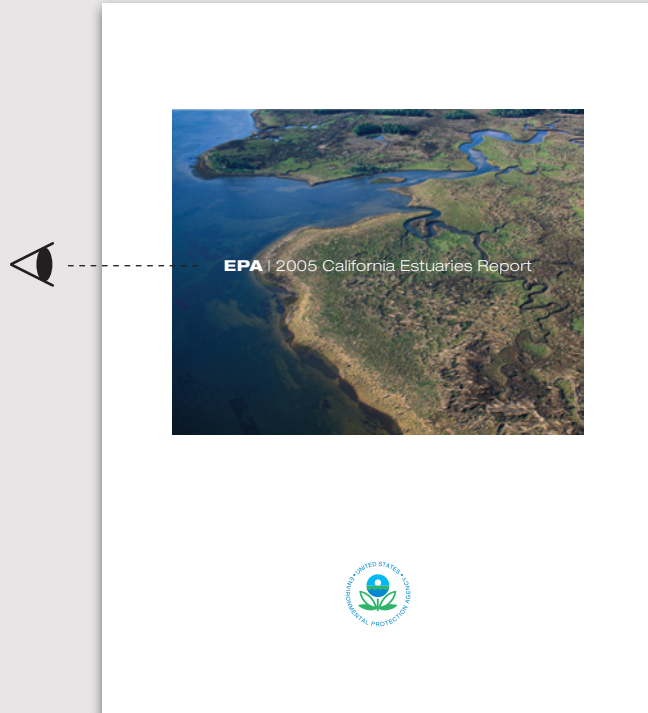 EPA | 2005 California Estuaries Report
UNITED STATES • ENVIRONMENTAL PROTECTION AGENCY •